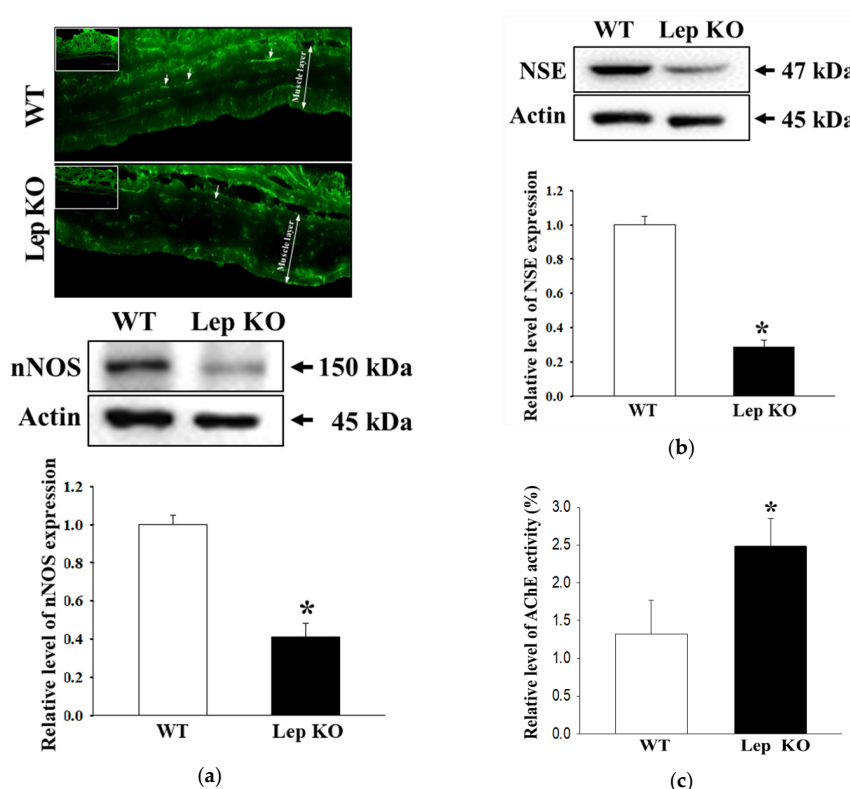 WT
Muscle layer
Lep KO
Muscle layer
WT Lep KO
nNOS 150 kDa
Actin 45 kDa
Relative level of nNOS expression
1.2
1.0
0.8
0.6
0.4
0.2
0.0
*
WT Lep KO
(a)
WT Lep KO
NSE 47 kDa
Actin 45 kDa
Relative level of NSE expression
1.2
1.0
0.8
0.6
0.4
0.2
0.0
*
WT Lep KO
(b)
Relative level of AChE activity (%)
3.0
2.5
2.0
1.5
1.0
0.5
0.0
*
WT Lep KO
(c)